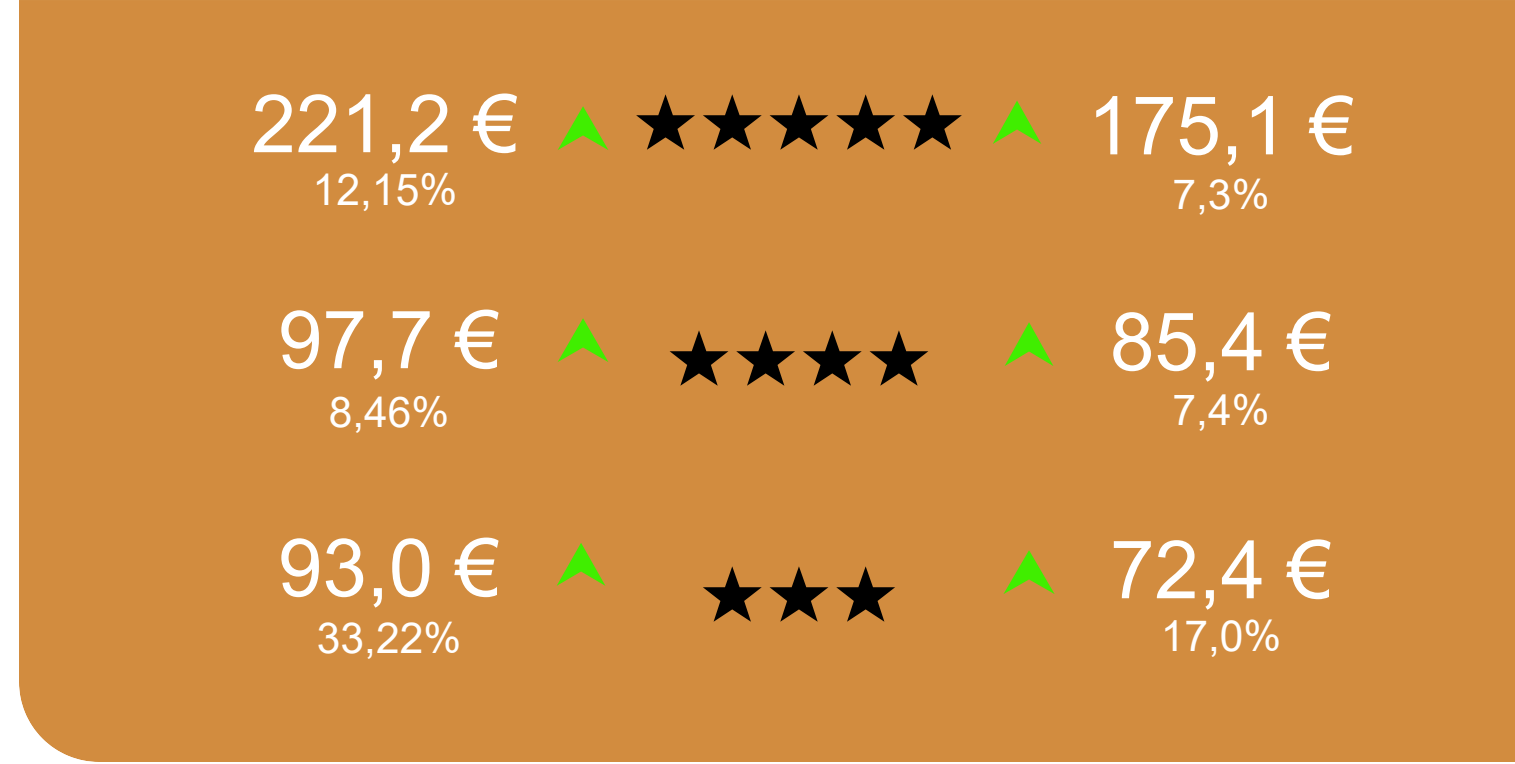 221,2 € 175,1 €
12,15% 7,3%
97,7 € 85,4 €
8,46% 7,4%
93,0 € 72,4 €
33,22% 17,0%